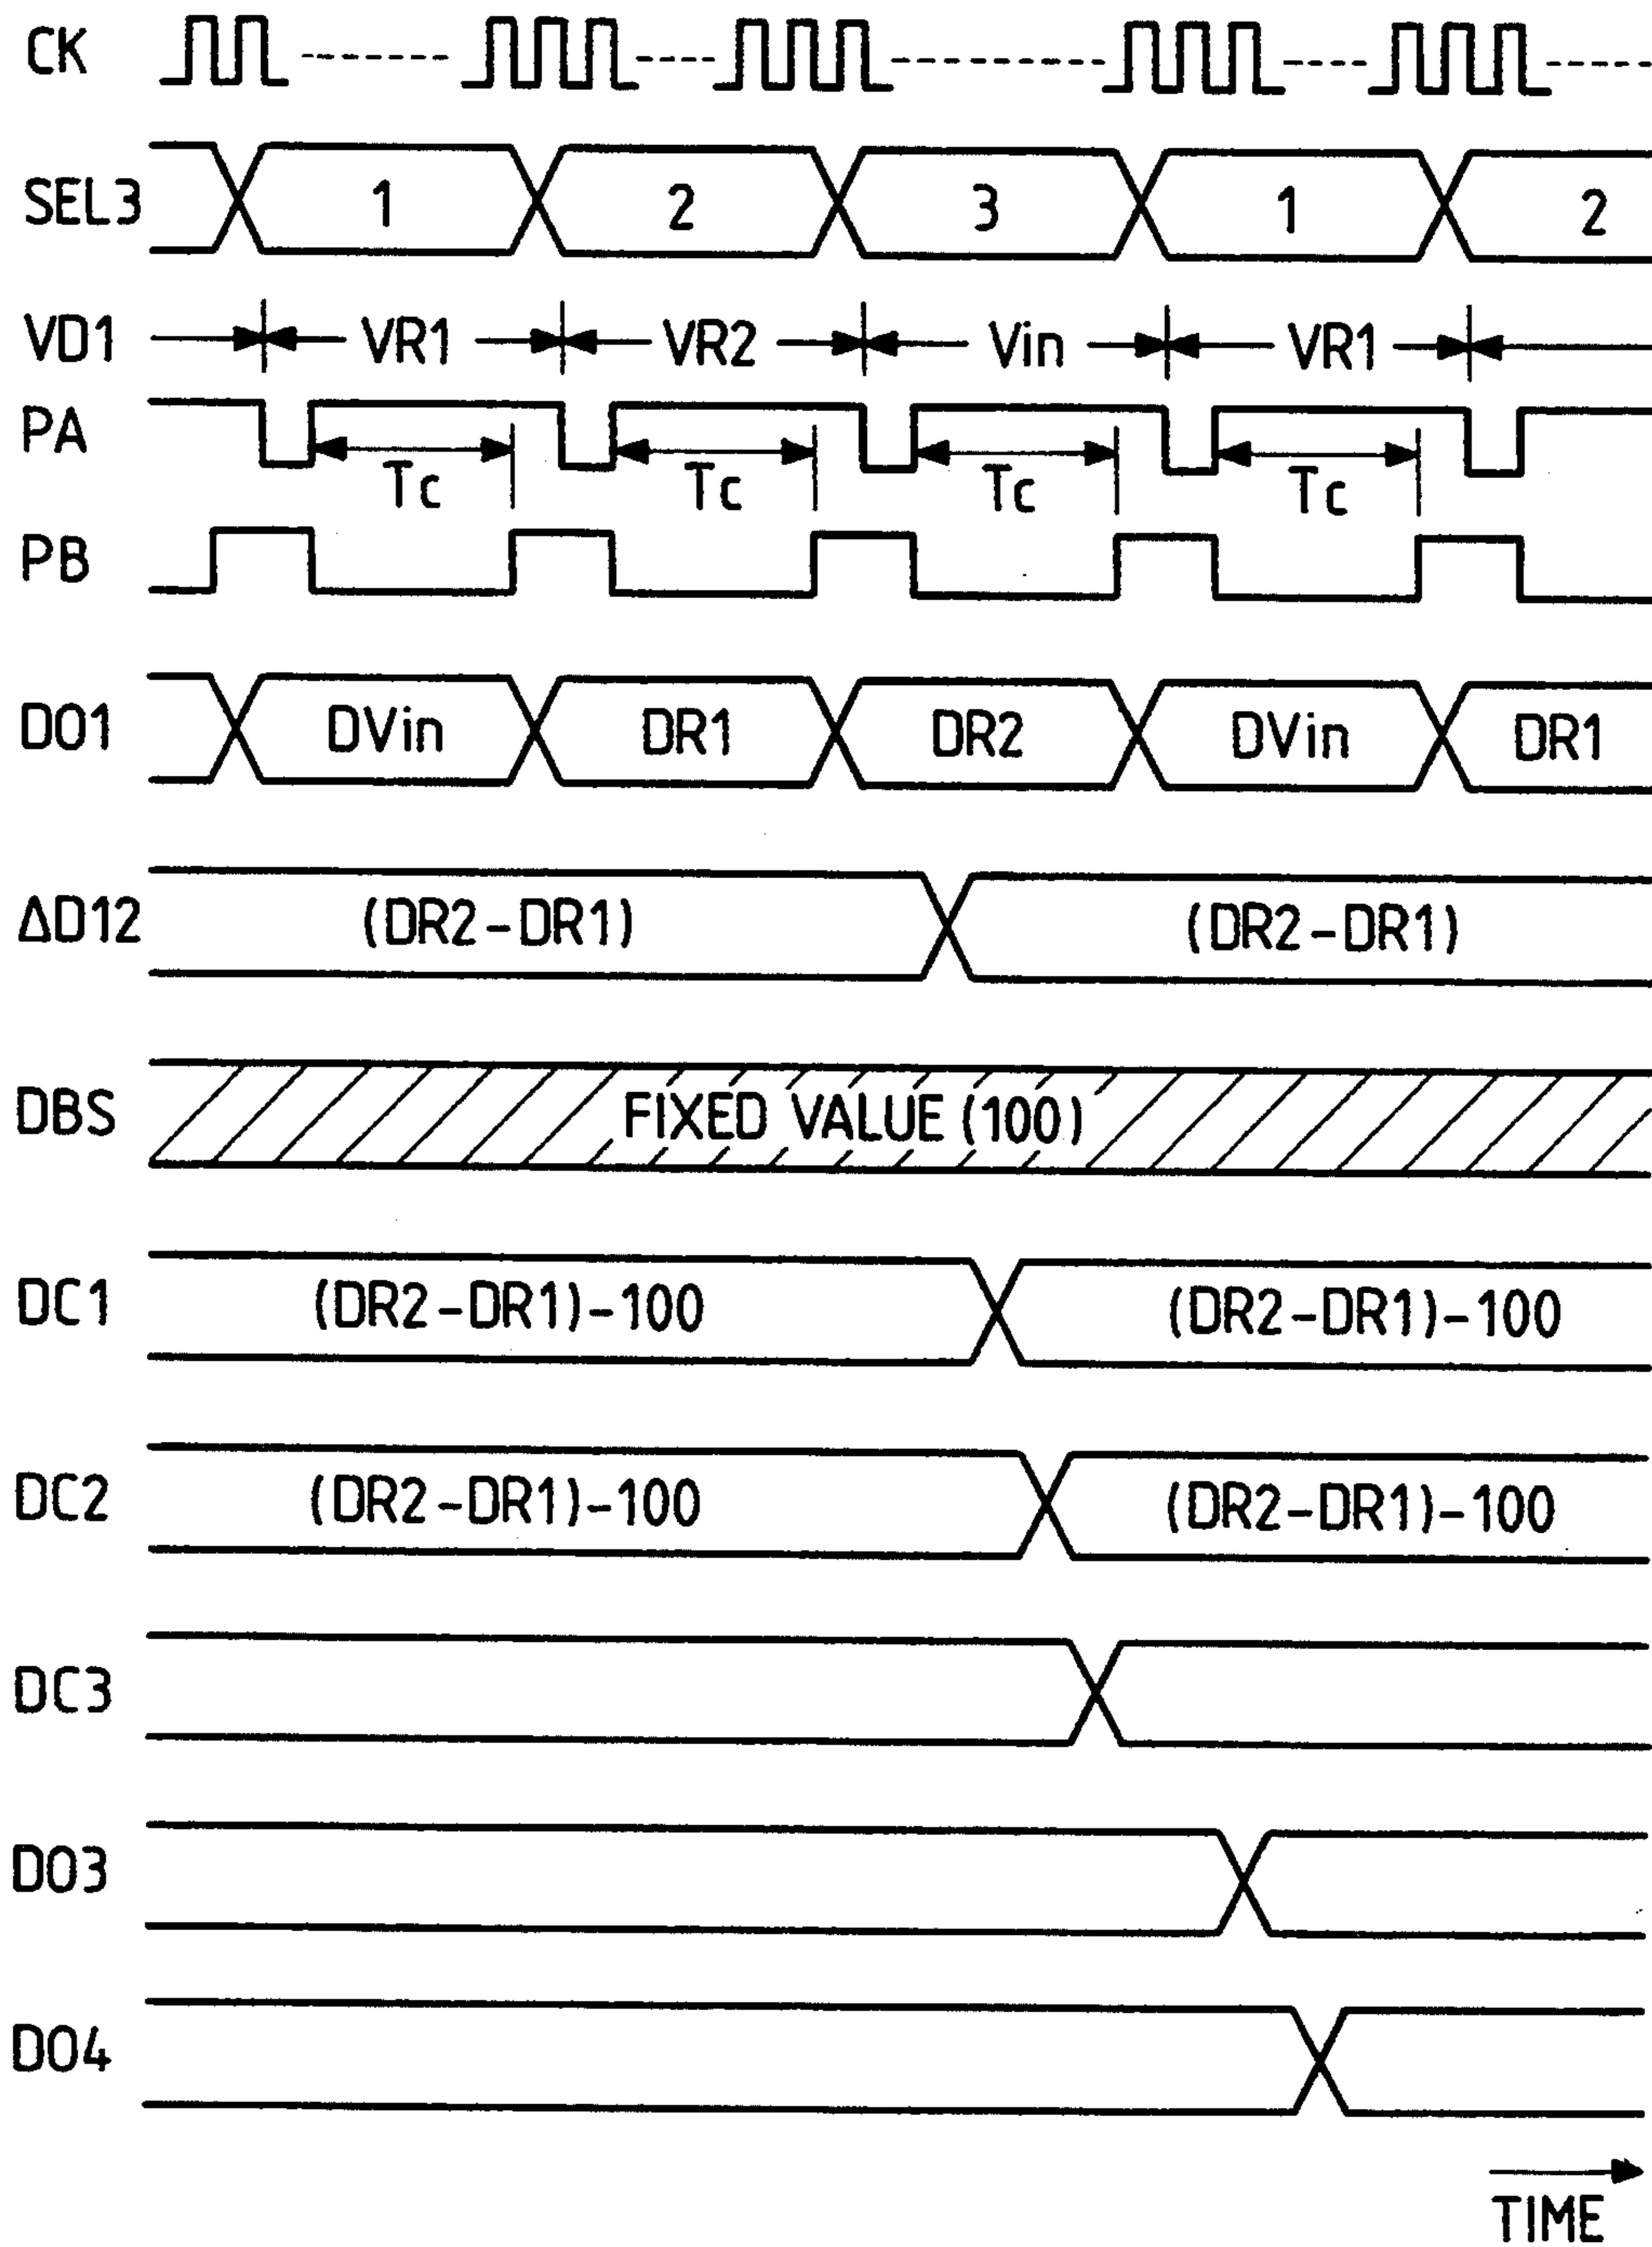 CK
SEL3 1 2 3 1 2
VD1 VR1 VR2 Vin VR1
PA Tc Tc Tc Tc
PB
DO1 DVin DR1 DR2 DVin DR1
ΔD12 (DR2-DR1) (DR2-DR1)
DBS FIXED VALUE (100)
DC1 (DR2-DR1)-100 (DR2-DR1)-100
DC2 (DR2-DR1)-100 (DR2-DR1)-100
DC3
DO3
DO4
TIME